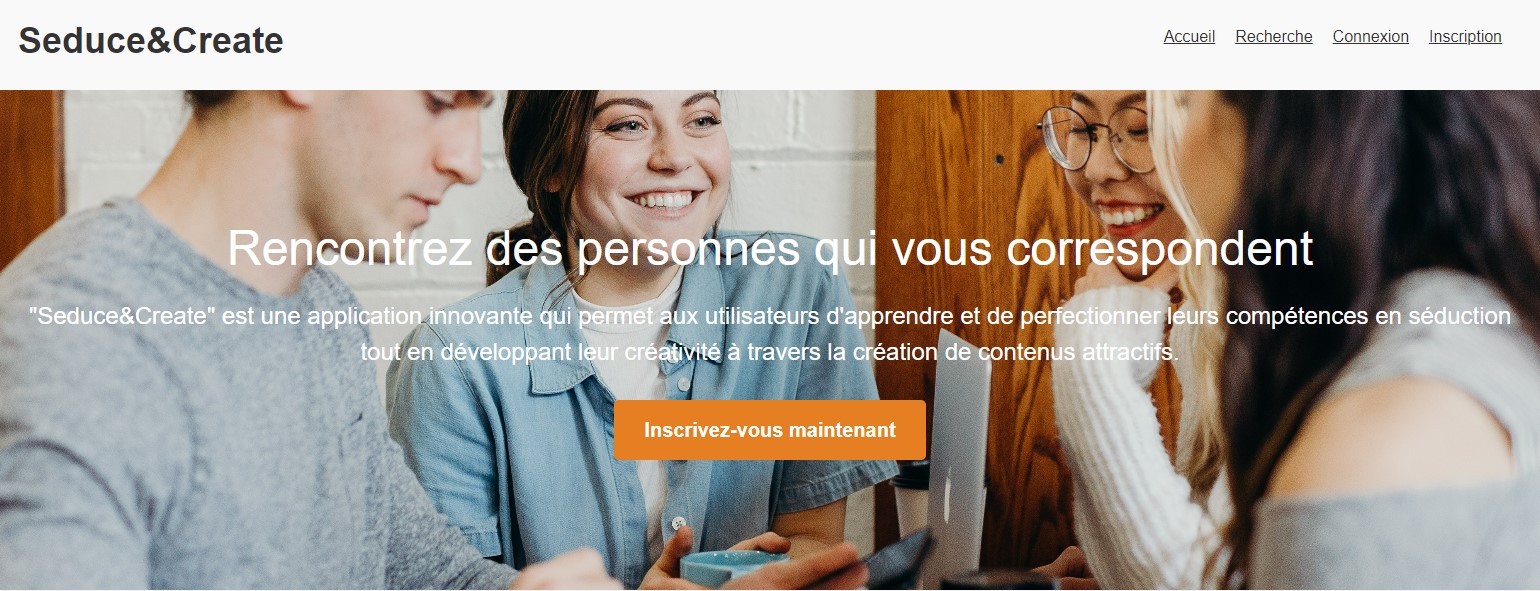 Seduce&Create
Accueil Recherche Connexion Inscription
Rencontrez des personnes qui vous correspondent
"Seduce&Create" est une application innovante qui permet aux utilisateurs d'apprendre et de perfectionner leurs compétences en séduction
tout en développant leur créativité à travers la création de contenus attractifs.
Inscrivez-vous maintenant